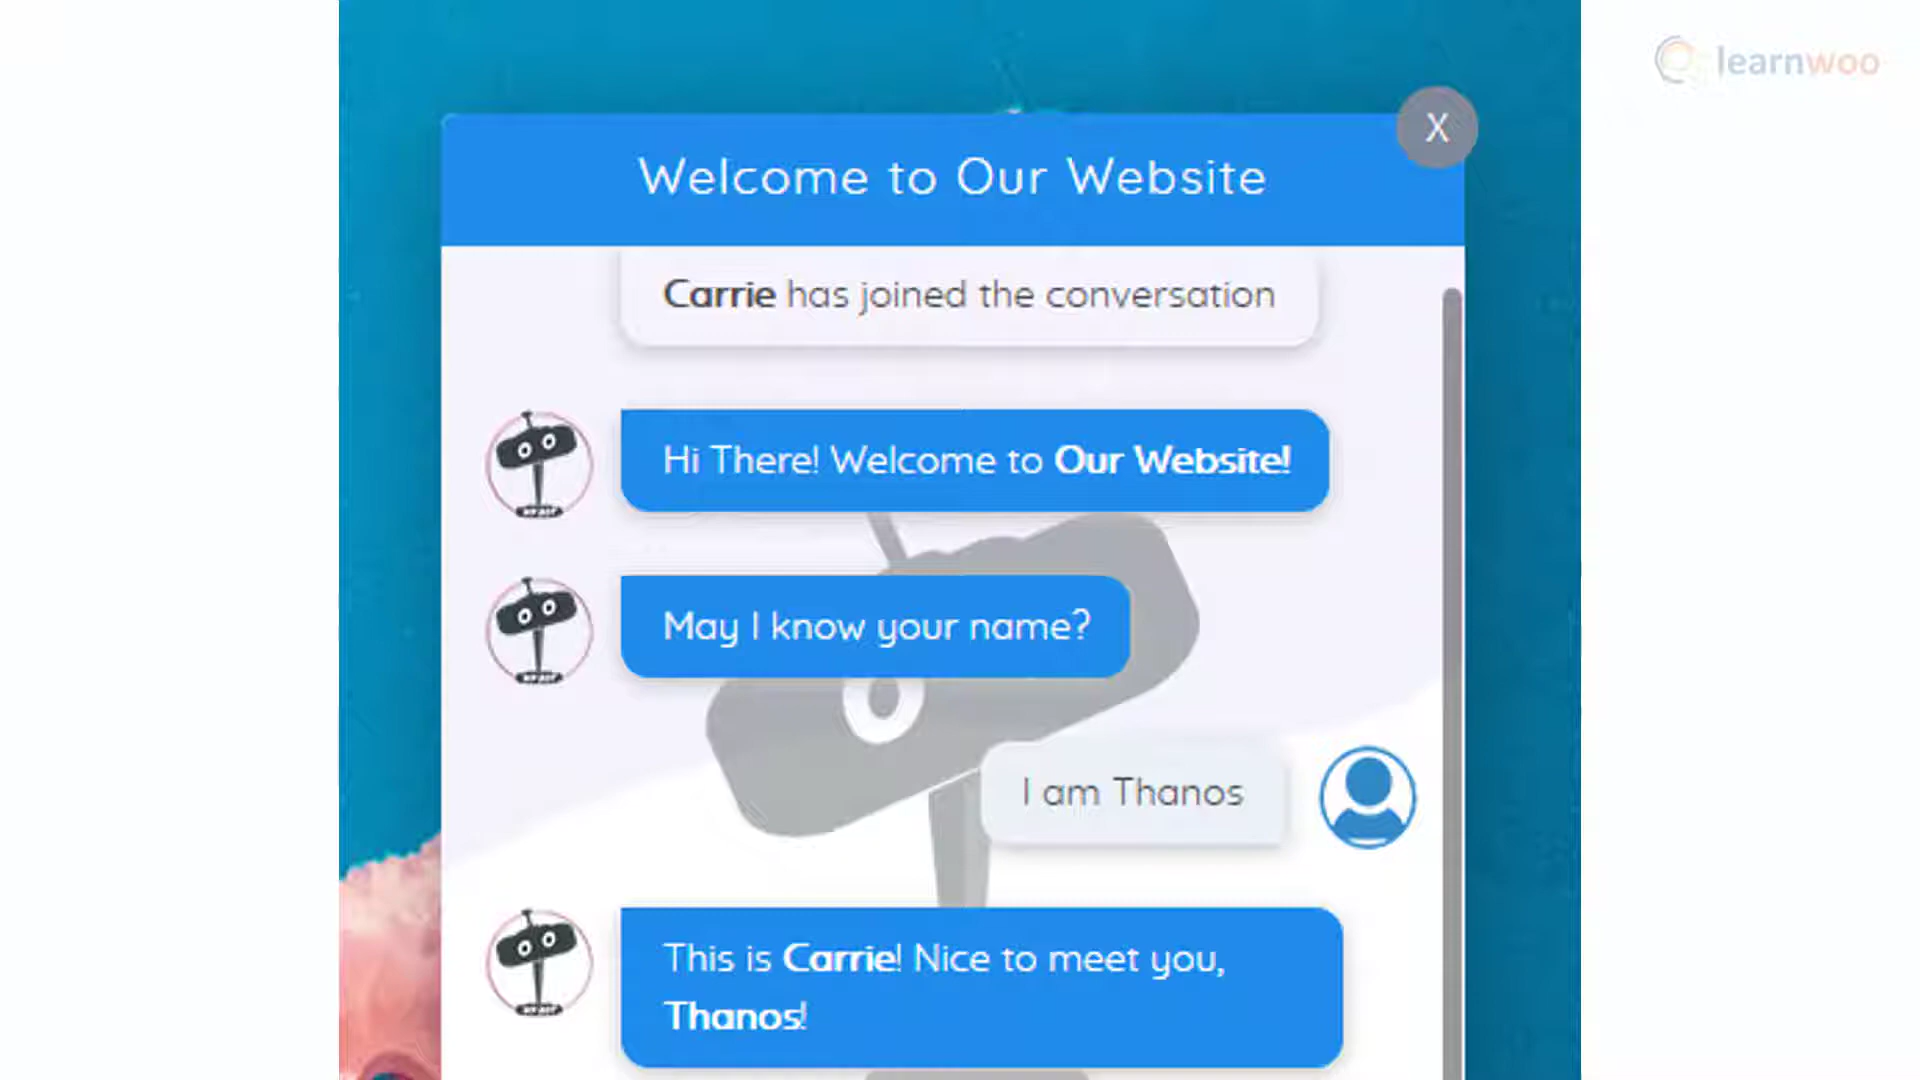 learnwoo
X
Welcome to Our Website
Carrie has joined the conversation
Hi There! Welcome to Our Website!
May I know your name?
I am Thanos
This is Carrie! Nice to meet you,
Thanos!